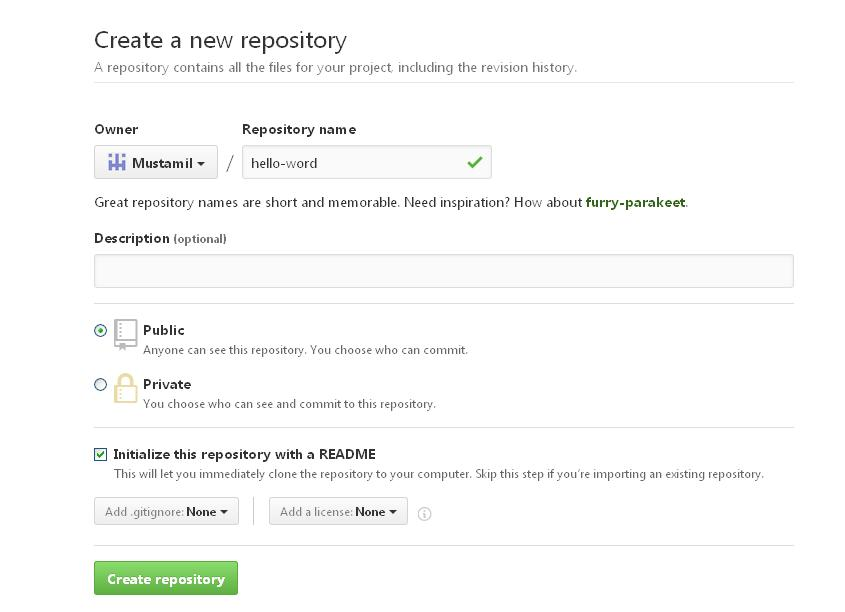 Create a new repository
A repository contains all the files for your project, including the revision history.
Owner Repository name
Mustamil / hello-word
Great repository names are short and memorable. Need inspiration? How about furry-parakeet.
Description (optional)
Public
Anyone can see this repository. You choose who can commit.
Private
You choose who can see and commit to this repository.
Initialize this repository with a README
This will let you immediately clone the repository to your computer. Skip this step if you're importing an existing repository.
Add .gitignore: None Add a license: None
Create repository